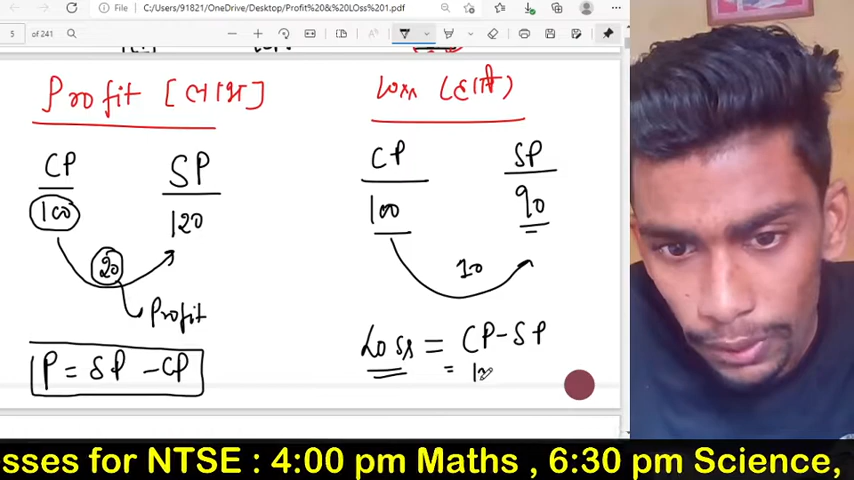 C:/Users/91821/OneDrive/Desktop/Profit%20&%20LOss%201.pdf
5 of 241
Profit [লাভ]
Loss
CP SP
100 120
20
Profit
P = SP - CP
CP SP
100 90
10
Loss = CP - SP
=
sses for NTSE : 4:00 pm Maths , 6:30 pm Science,